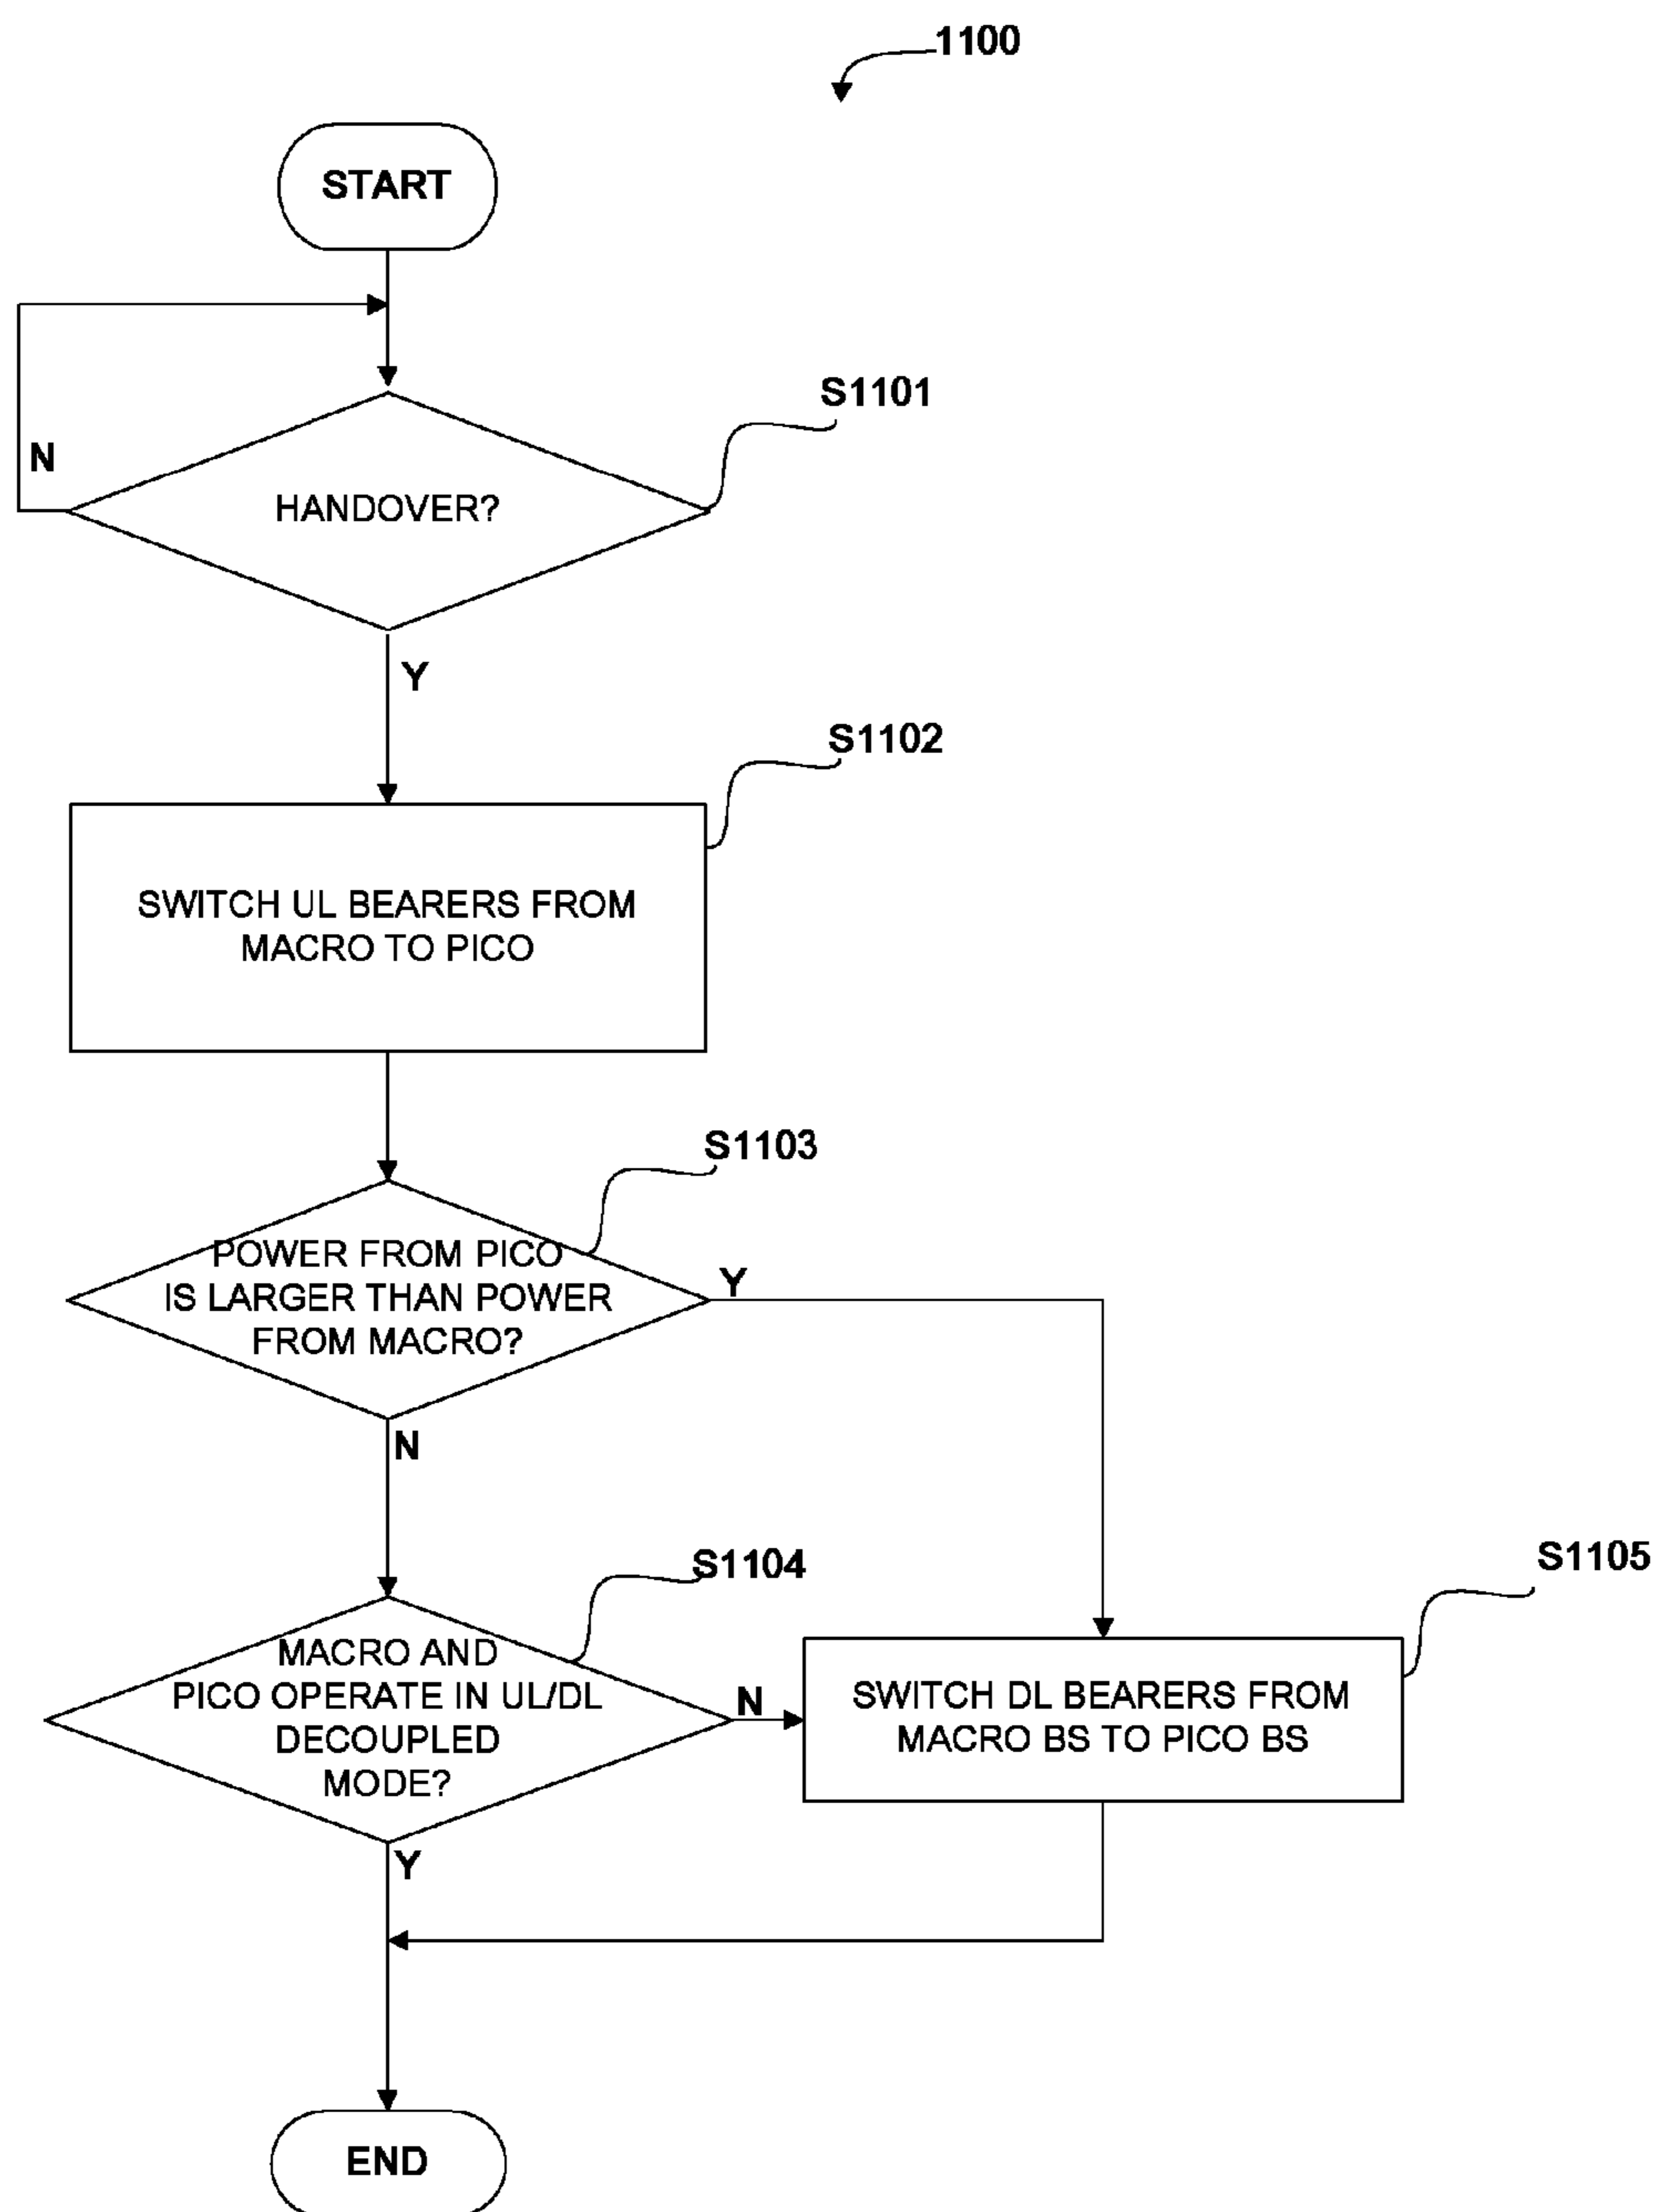 1100
START
S1101
N
HANDOVER?
Y
S1102
SWITCH UL BEARERS FROM
MACRO TO PICO
S1103
POWER FROM PICO
IS LARGER THAN POWER
FROM MACRO?
Y
N
S1104
S1105
MACRO AND
PICO OPERATE IN UL/DL
DECOUPLED
MODE?
N
SWITCH DL BEARERS FROM
MACRO BS TO PICO BS
Y
END